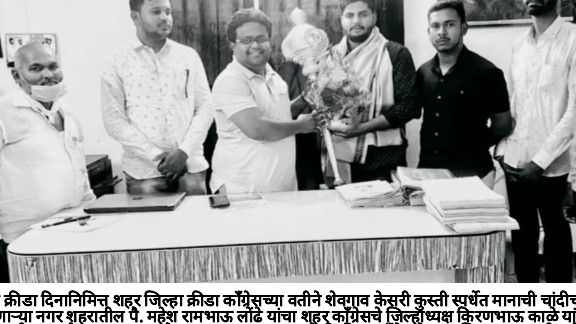 क्रीडा दिनानिमित्त शहर जिल्हा क्रीडा काँग्रेसच्या वतीने शेवगाव केसरी कुस्ती स्पर्धेत मानाची चांदीच
णाऱ्या नगर शहरातील पै. महेश रामभाऊ लोंढे यांचा शहर काँग्रेसचे जिल्हाध्यक्ष किरणभाऊ काळे यां